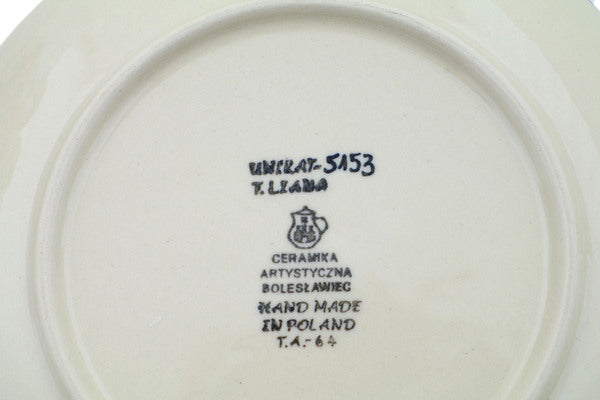 UNIKAT-5153
T. LIANA
CERAMIKA
ARTYSTYCZNA
BOLESŁAWIEC
HAND MADE
IN POLAND
T.A.-64